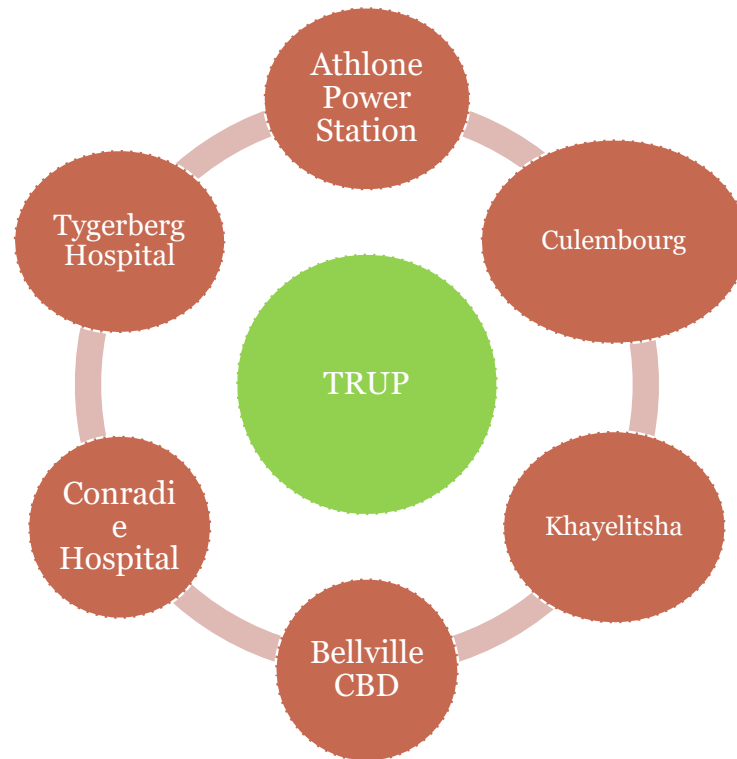 Athlone
Power
Station
Culembourg
Khayelitsha
Bellville
CBD
Conradi
e
Hospital
Tygerberg
Hospital
TRUP